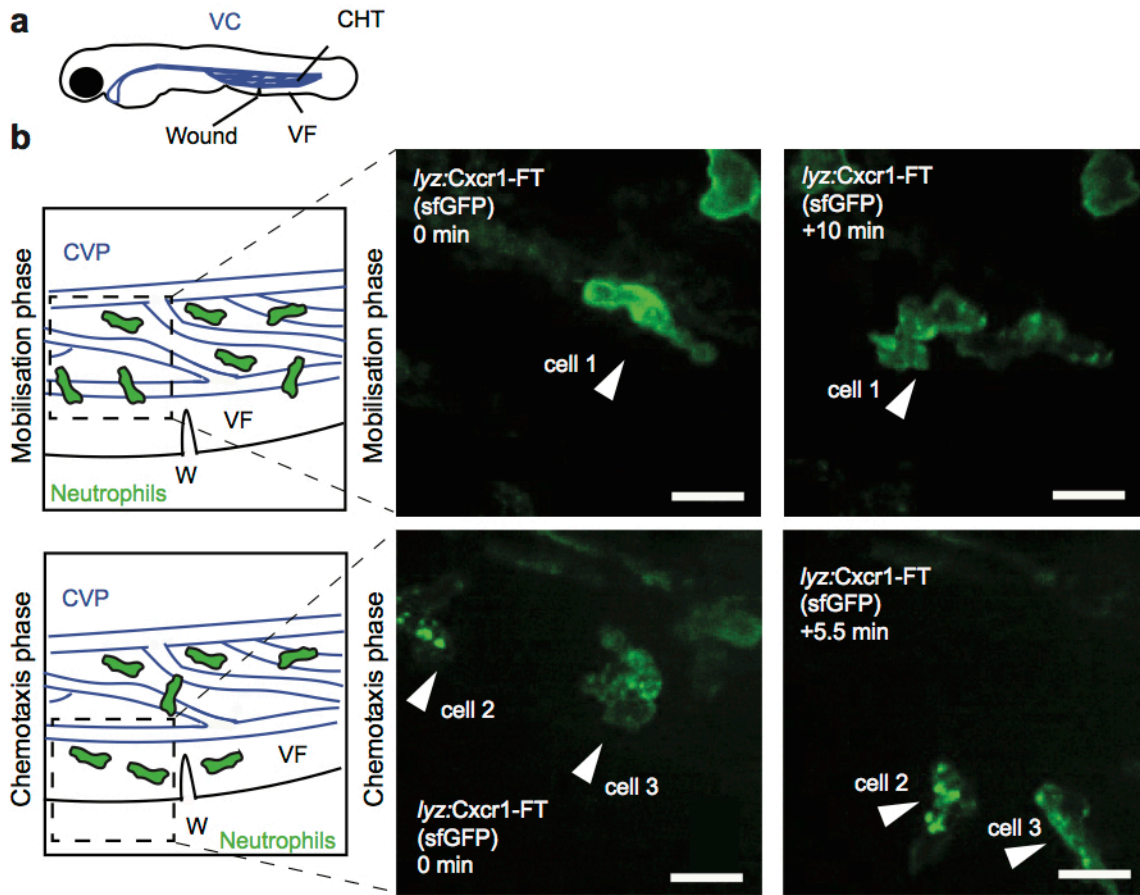 a
VC
CHT
Wound
VF
b
Mobilisation phase
CVP
VF
W
Neutrophils
Mobilisation phase
lyz:Cxcr1-FT
(sfGFP)
0 min
cell 1
lyz:Cxcr1-FT
(sfGFP)
+10 min
cell 1
Chemotaxis phase
CVP
VF
W
Neutrophils
Chemotaxis phase
cell 2
cell 3
lyz:Cxcr1-FT
(sfGFP)
0 min
lyz:Cxcr1-FT
(sfGFP)
+5.5 min
cell 2
cell 3